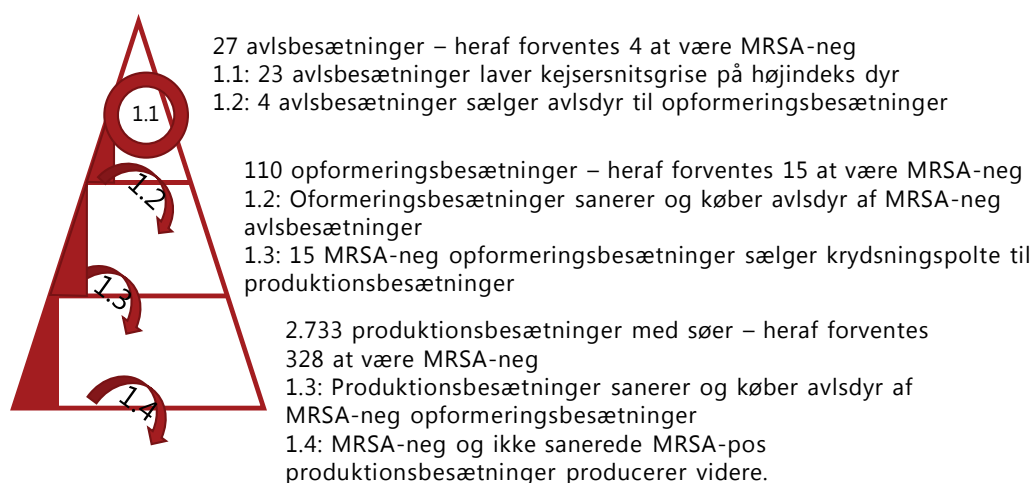 27 avlsbesætninger – heraf forventes 4 at være MRSA-neg
1.1: 23 avlsbesætninger laver kejsersnitsgrise på højindeks dyr
1.2: 4 avlsbesætninger sælger avlsdyr til opformeringsbesætninger
1.1
110 opformeringsbesætninger – heraf forventes 15 at være MRSA-neg
1.2: Oformeringsbesætninger sanerer og køber avlsdyr af MRSA-neg
avlsbesætninger
1.3: 15 MRSA-neg opformeringsbesætninger sælger krydsningspolte til
produktionsbesætninger
1.2
1.3
2.733 produktionsbesætninger med søer – heraf forventes
328 at være MRSA-neg
1.3: Produktionsbesætninger sanerer og køber avlsdyr af
MRSA-neg opformeringsbesætninger
1.4: MRSA-neg og ikke sanerede MRSA-pos
produktionsbesætninger producerer videre.
1.4